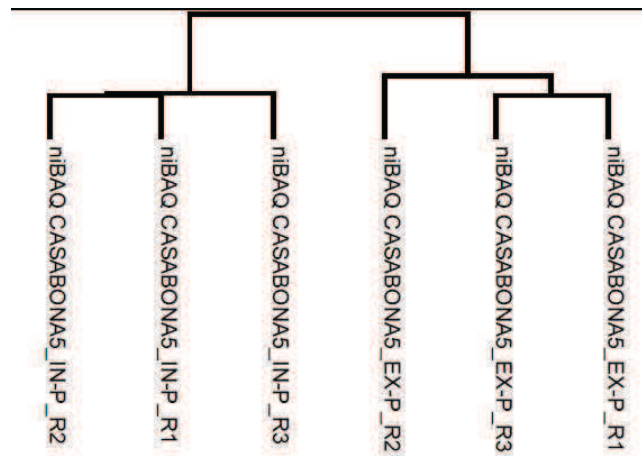 niBAQ CASABONA5_IN-P_R2
niBAQ CASABONA5_IN-P_R1
niBAQ CASABONA5_IN-P_R3
niBAQ CASABONA5_EX-P_R2
niBAQ CASABONA5_EX-P_R3
niBAQ CASABONA5_EX-P_R1